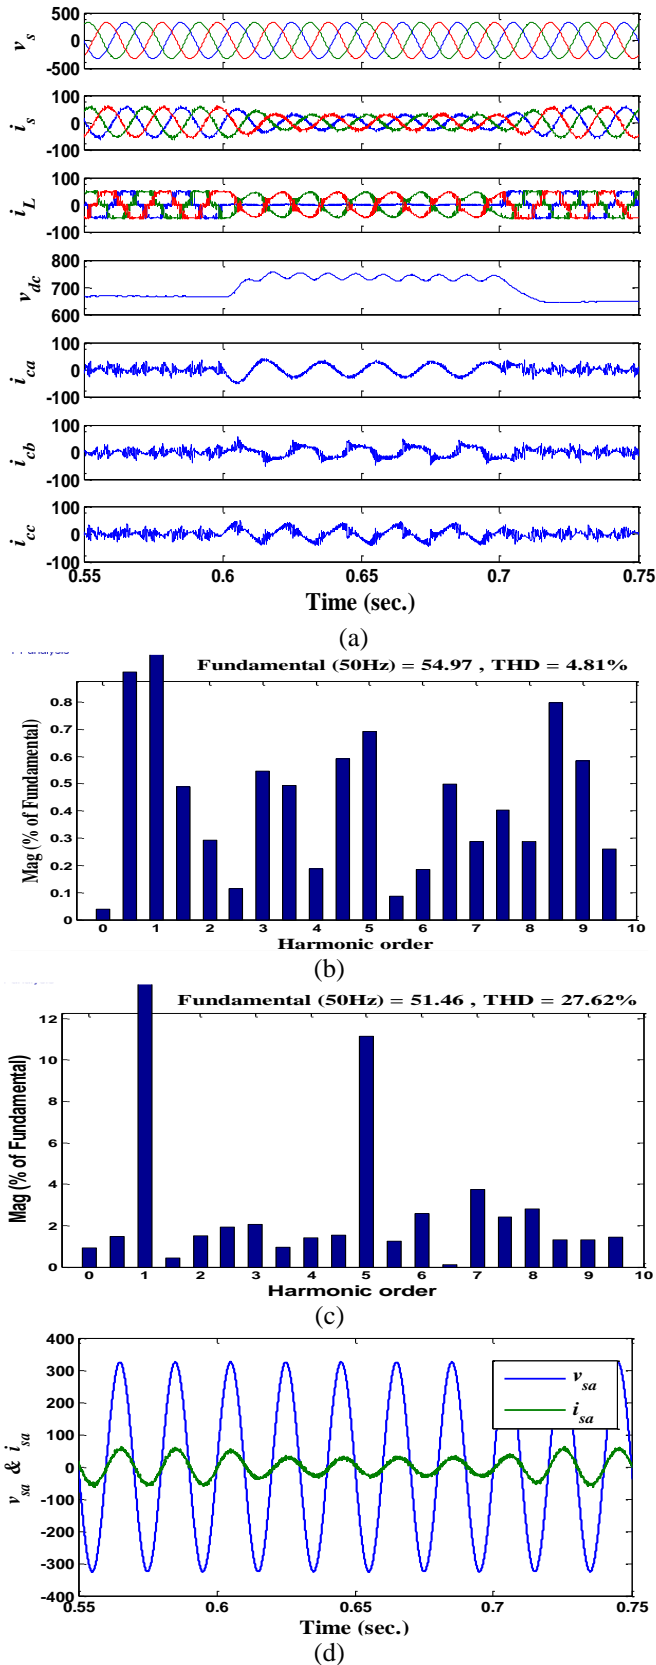 500
0
-500
v_s
100
0
-100
i_s
100
0
-100
i_L
800
700
600
v_dc
100
0
-100
i_ca
100
0
-100
i_cb
100
0
-100
i_cc
0.55 0.6 0.65 0.7 0.75
Time (sec.)
(a)
Fundamental (50Hz) = 54.97 , THD = 4.81%
0.8
0.7
0.6
0.5
0.4
0.3
0.2
0.1
0
Mag (% of Fundamental)
0 1 2 3 4 5 6 7 8 9 10
Harmonic order
(b)
Fundamental (50Hz) = 51.46 , THD = 27.62%
12
10
8
6
4
2
0
Mag (% of Fundamental)
0 1 2 3 4 5 6 7 8 9 10
Harmonic order
(c)
400
300
200
100
0
-100
-200
-300
-400
v_sa & i_sa
v_sa
i_sa
0.55 0.6 0.65 0.7 0.75
Time (sec.)
(d)